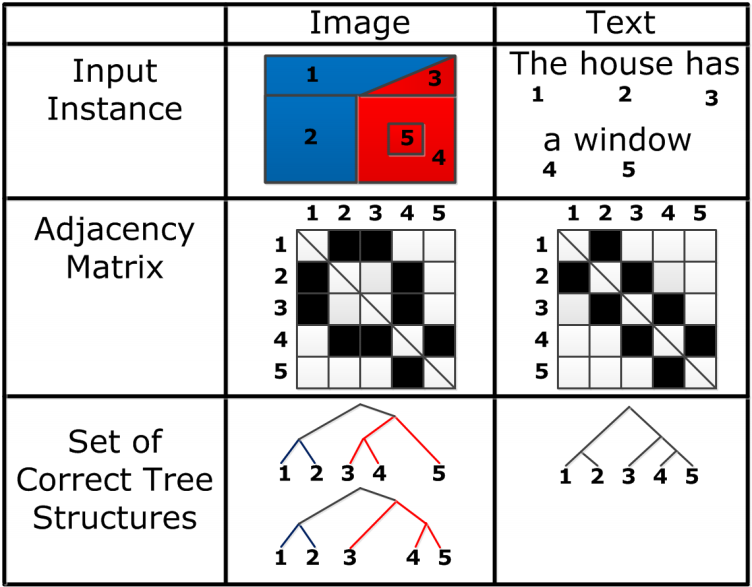 Image Text
Input
Instance
1
3
2
5
4
The house has
1 2 3
a window
4 5
Adjacency
Matrix
1 2 3 4 5
1
2
3
4
5
1 2 3 4 5
1
2
3
4
5
Set of
Correct Tree
Structures
1 2 3 4 5
1 2 3 4 5
1 2 3 4 5